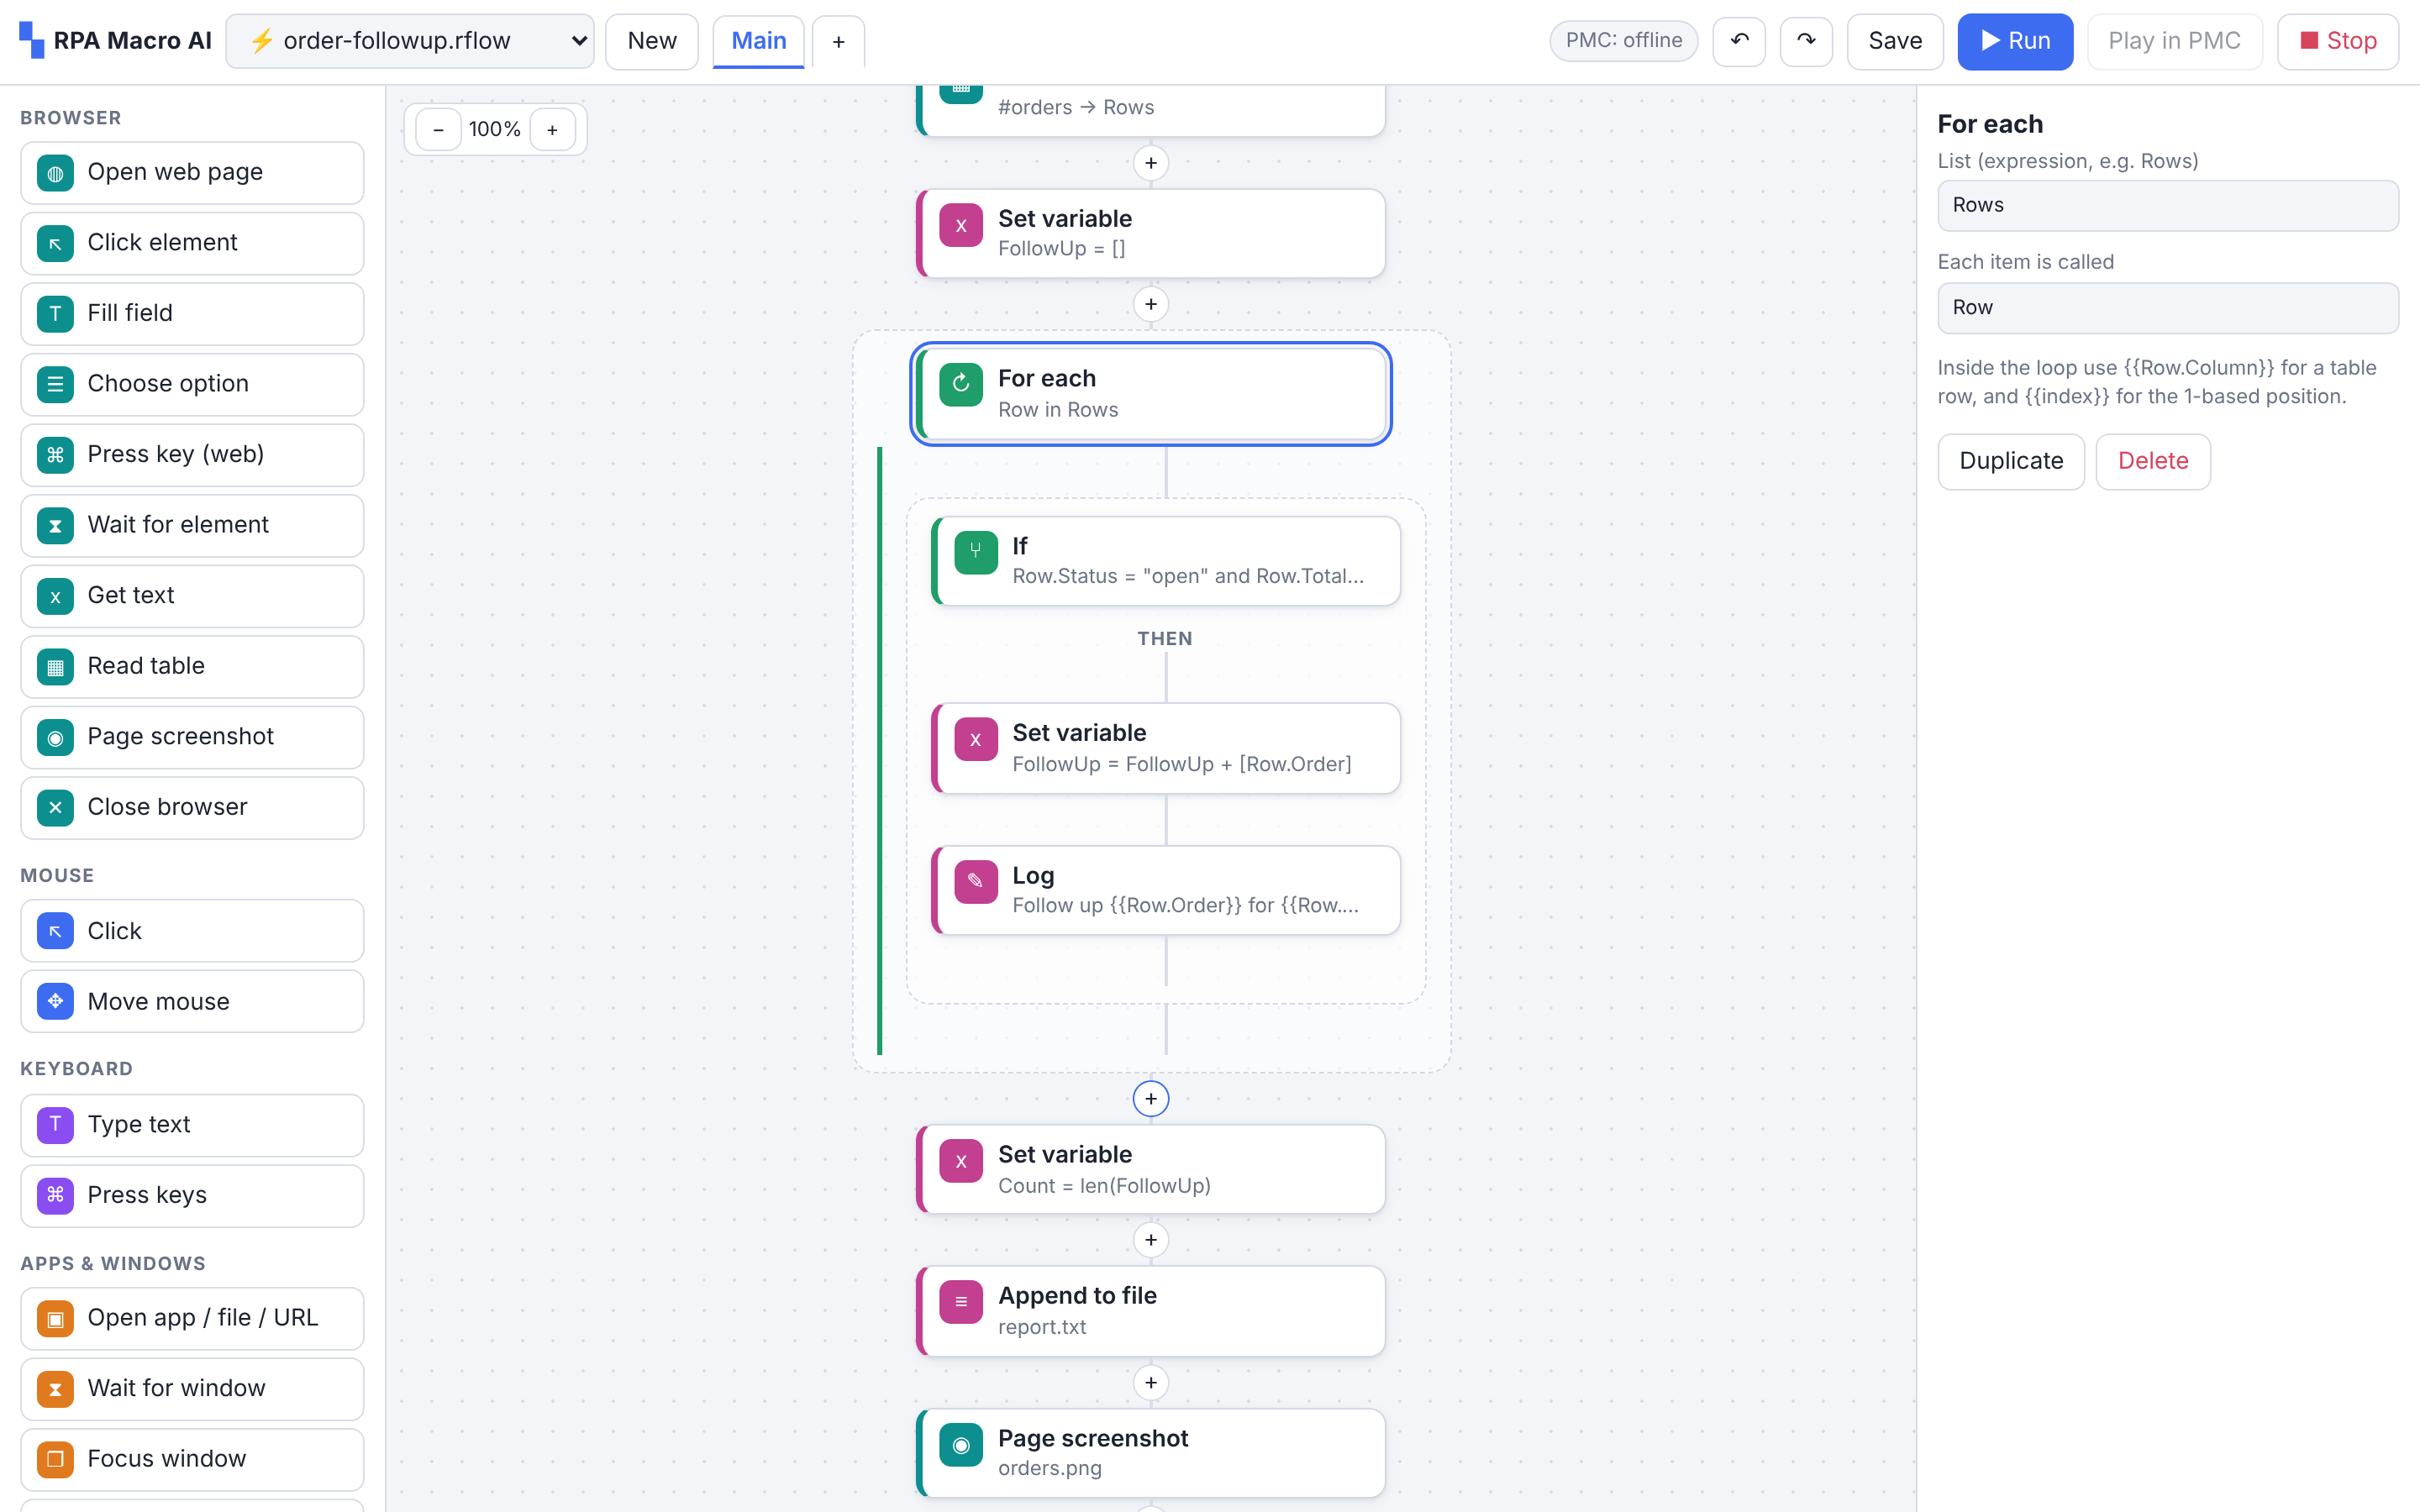 RPA Macro AI
⚡ order-followup.rflow
New
Main
+
PMC: offline
↶
↷
Save
▶ Run
Play in PMC
■ Stop
BROWSER
Open web page
Click element
T Fill field
Choose option
⌘ Press key (web)
Wait for element
x Get text
Read table
Page screenshot
✕ Close browser
MOUSE
Click
Move mouse
KEYBOARD
T Type text
⌘ Press keys
APPS & WINDOWS
Open app / file / URL
Wait for window
Focus window
− 100% +
#orders → Rows
+
x Set variable
FollowUp = []
+
For each
Row in Rows
If
Row.Status = "open" and Row.Total...
THEN
x Set variable
FollowUp = FollowUp + [Row.Order]
Log
Follow up {{Row.Order}} for {{Row....
+
x Set variable
Count = len(FollowUp)
+
Append to file
report.txt
+
Page screenshot
orders.png
For each
List (expression, e.g. Rows)
Rows
Each item is called
Row
Inside the loop use {{Row.Column}} for a table
row, and {{index}} for the 1-based position.
Duplicate
Delete